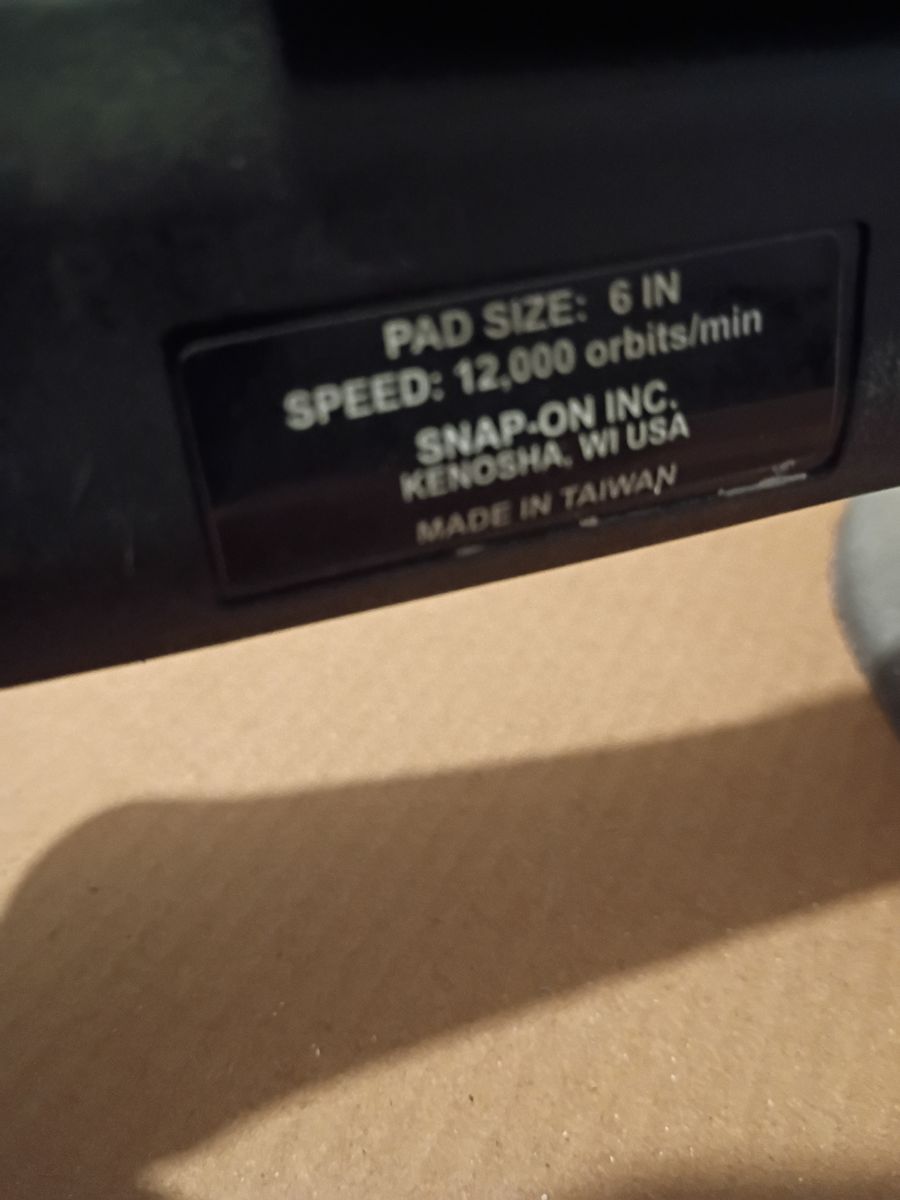 PAD SIZE: 6 IN
SPEED: 12,000 orbits/min
SNAP-ON INC.
KENOSHA, WI USA
MADE IN TAIWAN